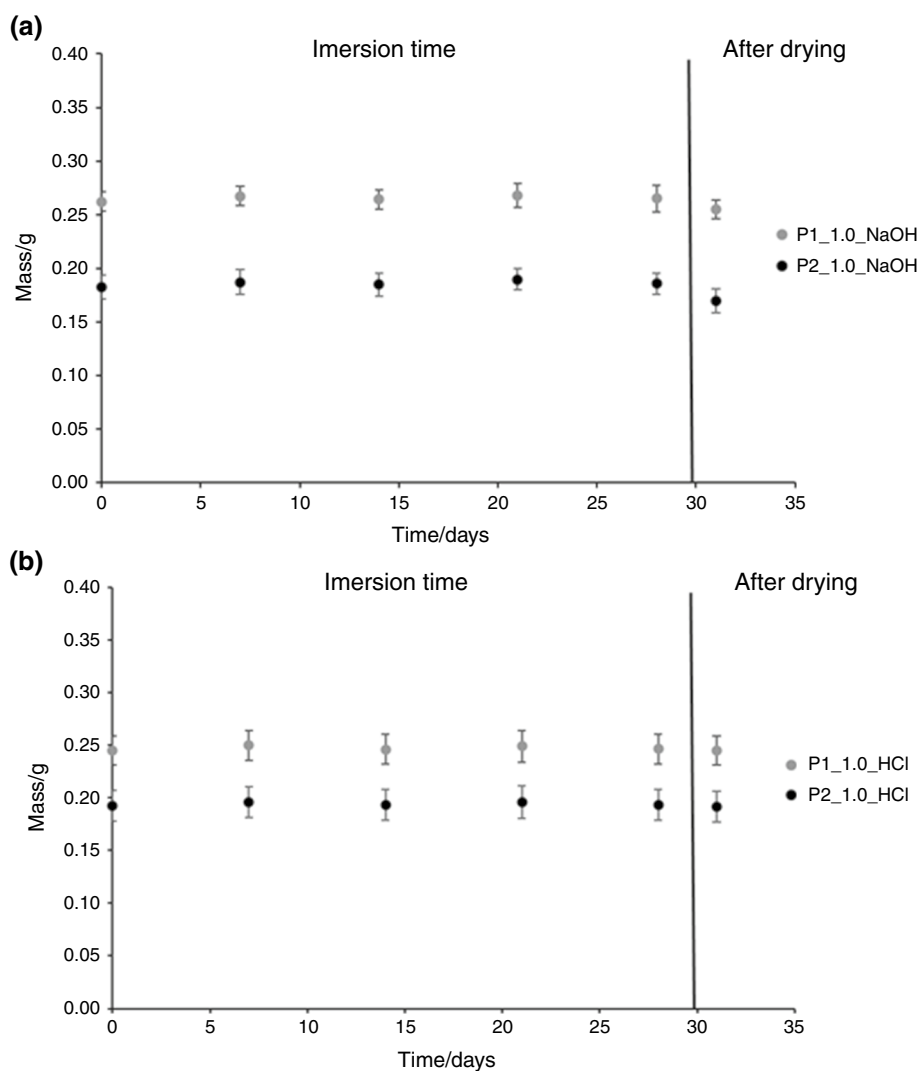 (a)
Imersion time
After drying
0.40
0.35
0.30
0.25
0.20
0.15
0.10
0.05
0.00
Mass/g
P1_1.0_NaOH
P2_1.0_NaOH
0 5 10 15 20 25 30 35
Time/days
(b)
Imersion time
After drying
0.40
0.35
0.30
0.25
0.20
0.15
0.10
0.05
0.00
Mass/g
P1_1.0_HCl
P2_1.0_HCl
0 5 10 15 20 25 30 35
Time/days